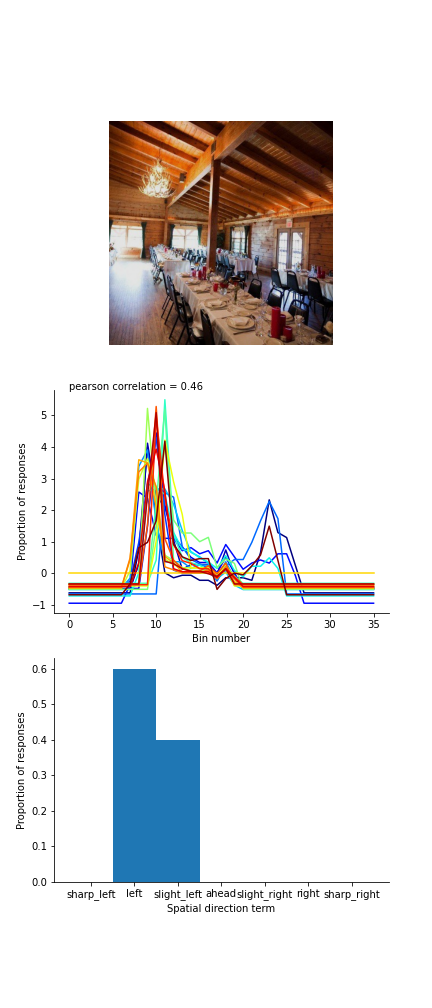 pearson correlation = 0.46
Proportion of responses
5
4
3
2
1
0
−1
0 5 10 15 20 25 30 35
Bin number
Proportion of responses
0.6
0.5
0.4
0.3
0.2
0.1
0.0
sharp_left left slight_left ahead slight_right right sharp_right
Spatial direction term